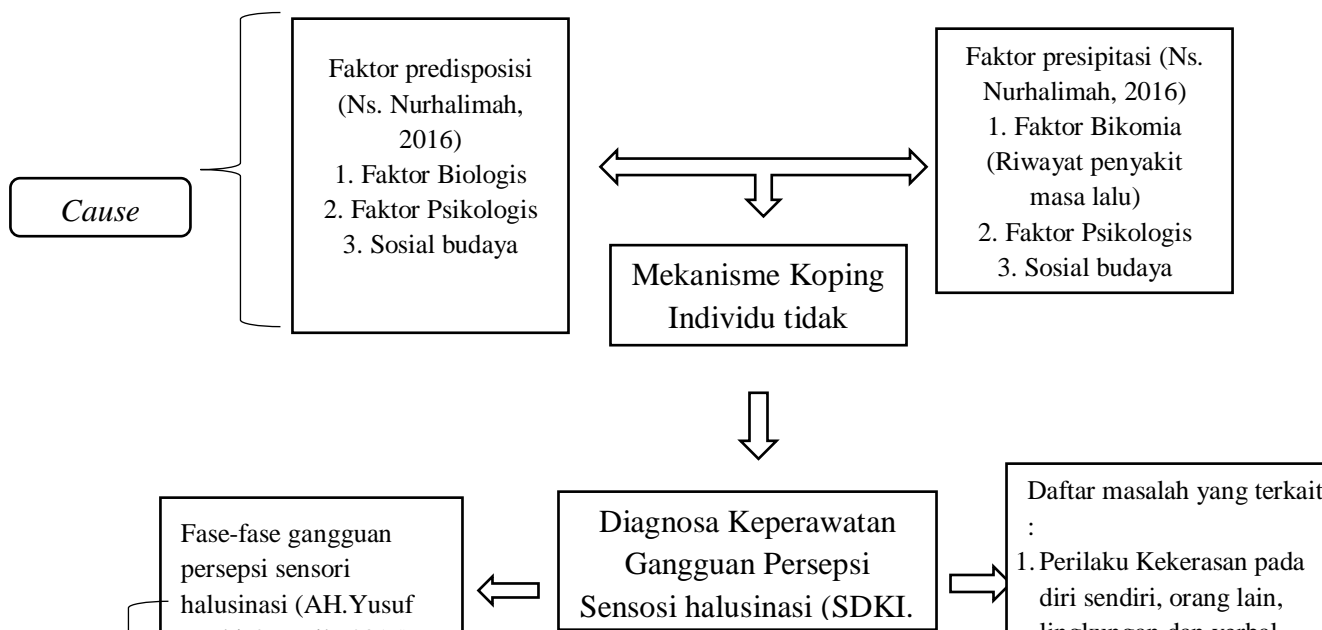 Cause
Faktor predisposisi
(Ns. Nurhalimah,
2016)
1. Faktor Biologis
2. Faktor Psikologis
3. Sosial budaya
Faktor presipitasi (Ns.
Nurhalimah, 2016)
1. Faktor Bikomia
(Riwayat penyakit
masa lalu)
2. Faktor Psikologis
3. Sosial budaya
Mekanisme Koping
Individu tidak
Fase-fase gangguan
persepsi sensori
halusinasi (AH.Yusuf
Diagnosa Keperawatan
Gangguan Persepsi
Sensosi halusinasi (SDKI.
Daftar masalah yang terkait
:
1. Perilaku Kekerasan pada
diri sendiri, orang lain,
lingkungan dan verbal